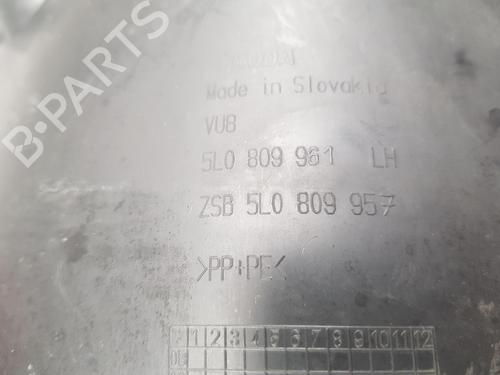 Made in Slovakia
VUB
5L0 809 961 LH
ZSB 5L0 809 957
>PP+PE<
1 2 3 4 5 6 7 8 9 10 11 12
B-PARTS